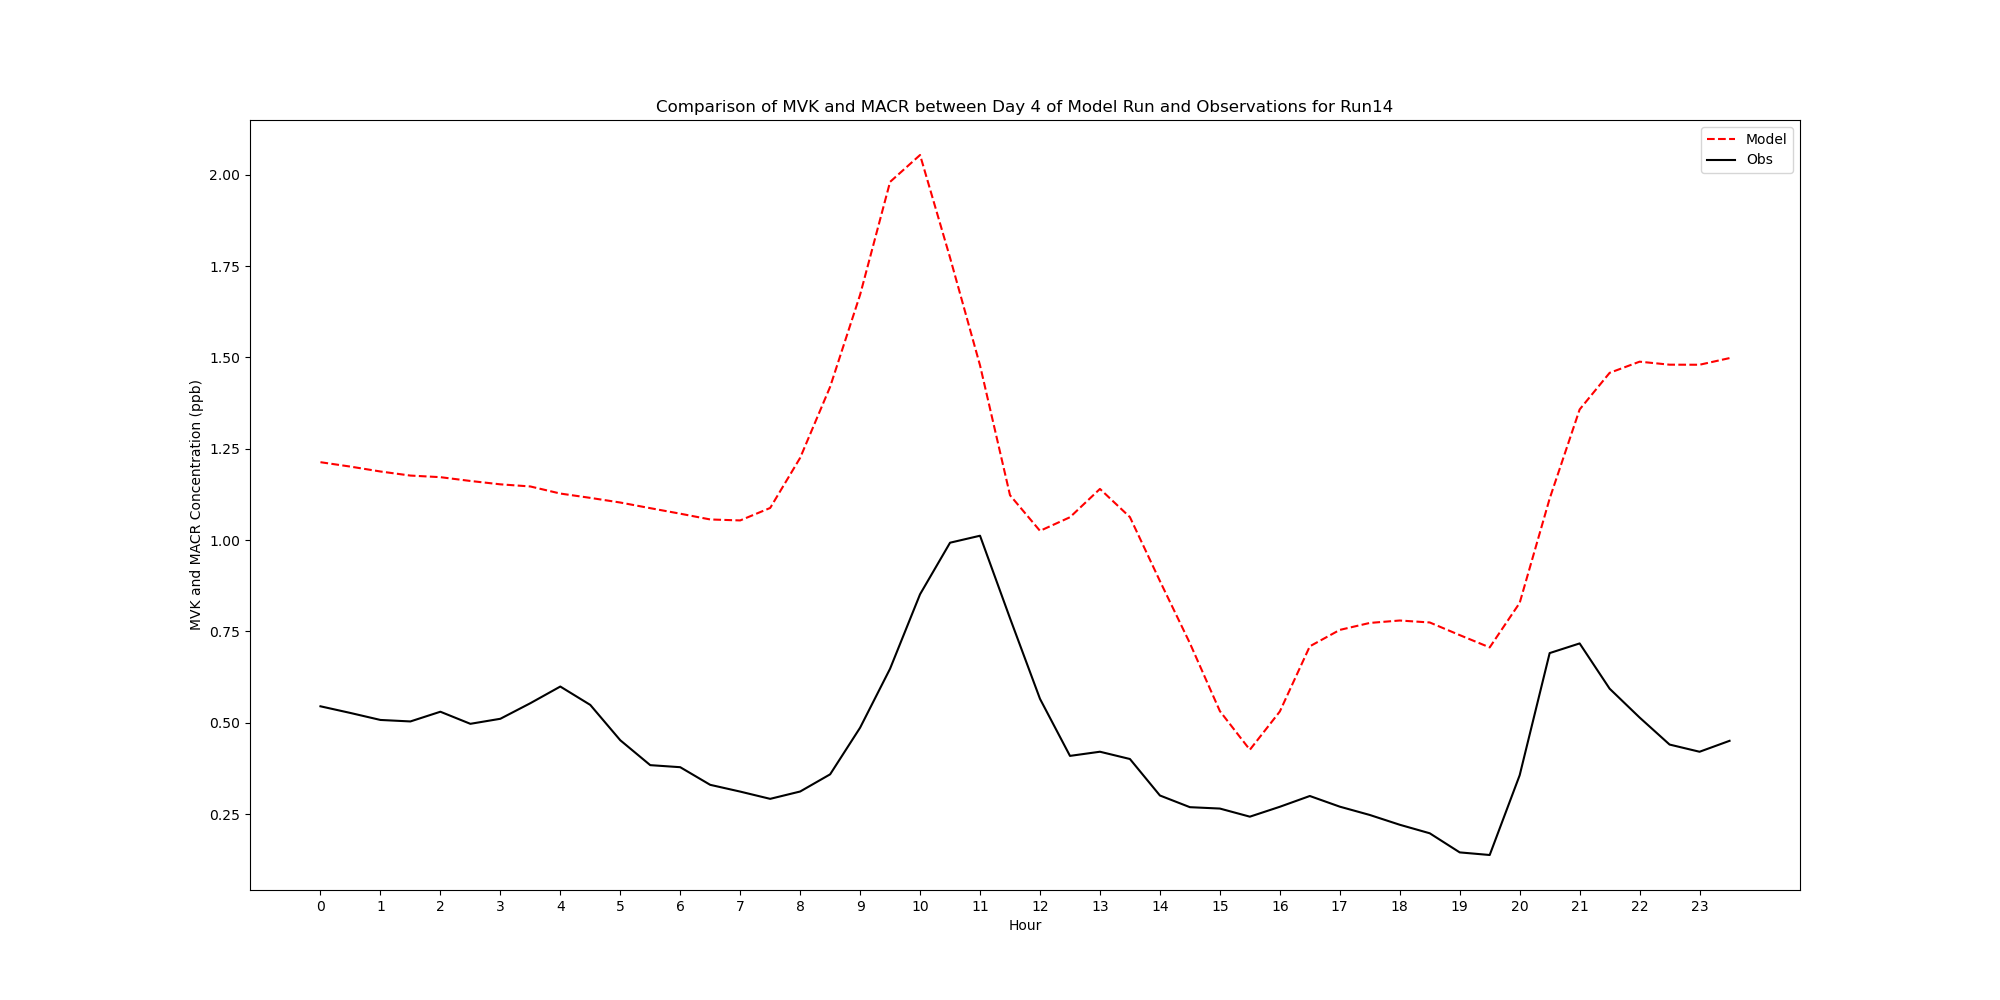 Comparison of MVK and MACR between Day 4 of Model Run and Observations for Run14
Model
Obs
MVK and MACR Concentration (ppb)
2.00
1.75
1.50
1.25
1.00
0.75
0.50
0.25
0 1 2 3 4 5 6 7 8 9 10 11 12 13 14 15 16 17 18 19 20 21 22 23
Hour